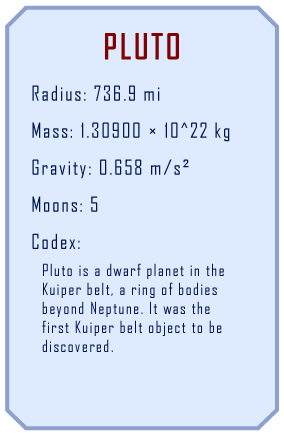 PLUTO
Radius: 736.9 mi
Mass: 1.30900 × 10^22 kg
Gravity: 0.658 m/s²
Moons: 5
Codex:
Pluto is a dwarf planet in the
Kuiper belt, a ring of bodies
beyond Neptune. It was the
first Kuiper belt object to be
discovered.